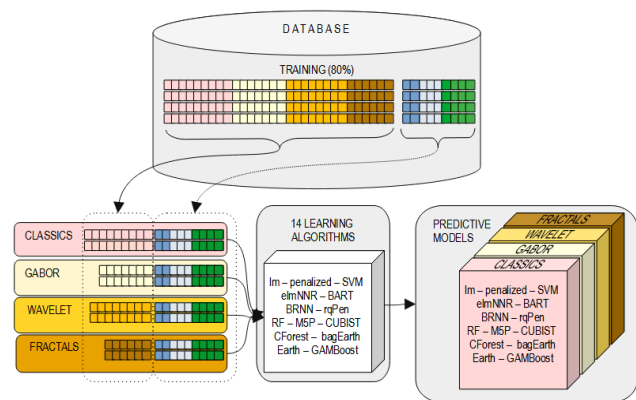 DATABASE
TRAINING (80%)
CLASSICS
GABOR
WAVELET
FRACTALS
14 LEARNING
ALGORITHMS
lm – penalized – SVM
elmNNR – BART
BRNN – rqPen
RF – M5P – CUBIST
CForest – bagEarth
Earth – GAMBoost
PREDICTIVE
MODELS
FRACTALS
WAVELET
GABOR
CLASSICS
lm – penalized – SVM
elmNNR – BART
BRNN – rqPen
RF – M5P – CUBIST
CForest – bagEarth
Earth – GAMBoost